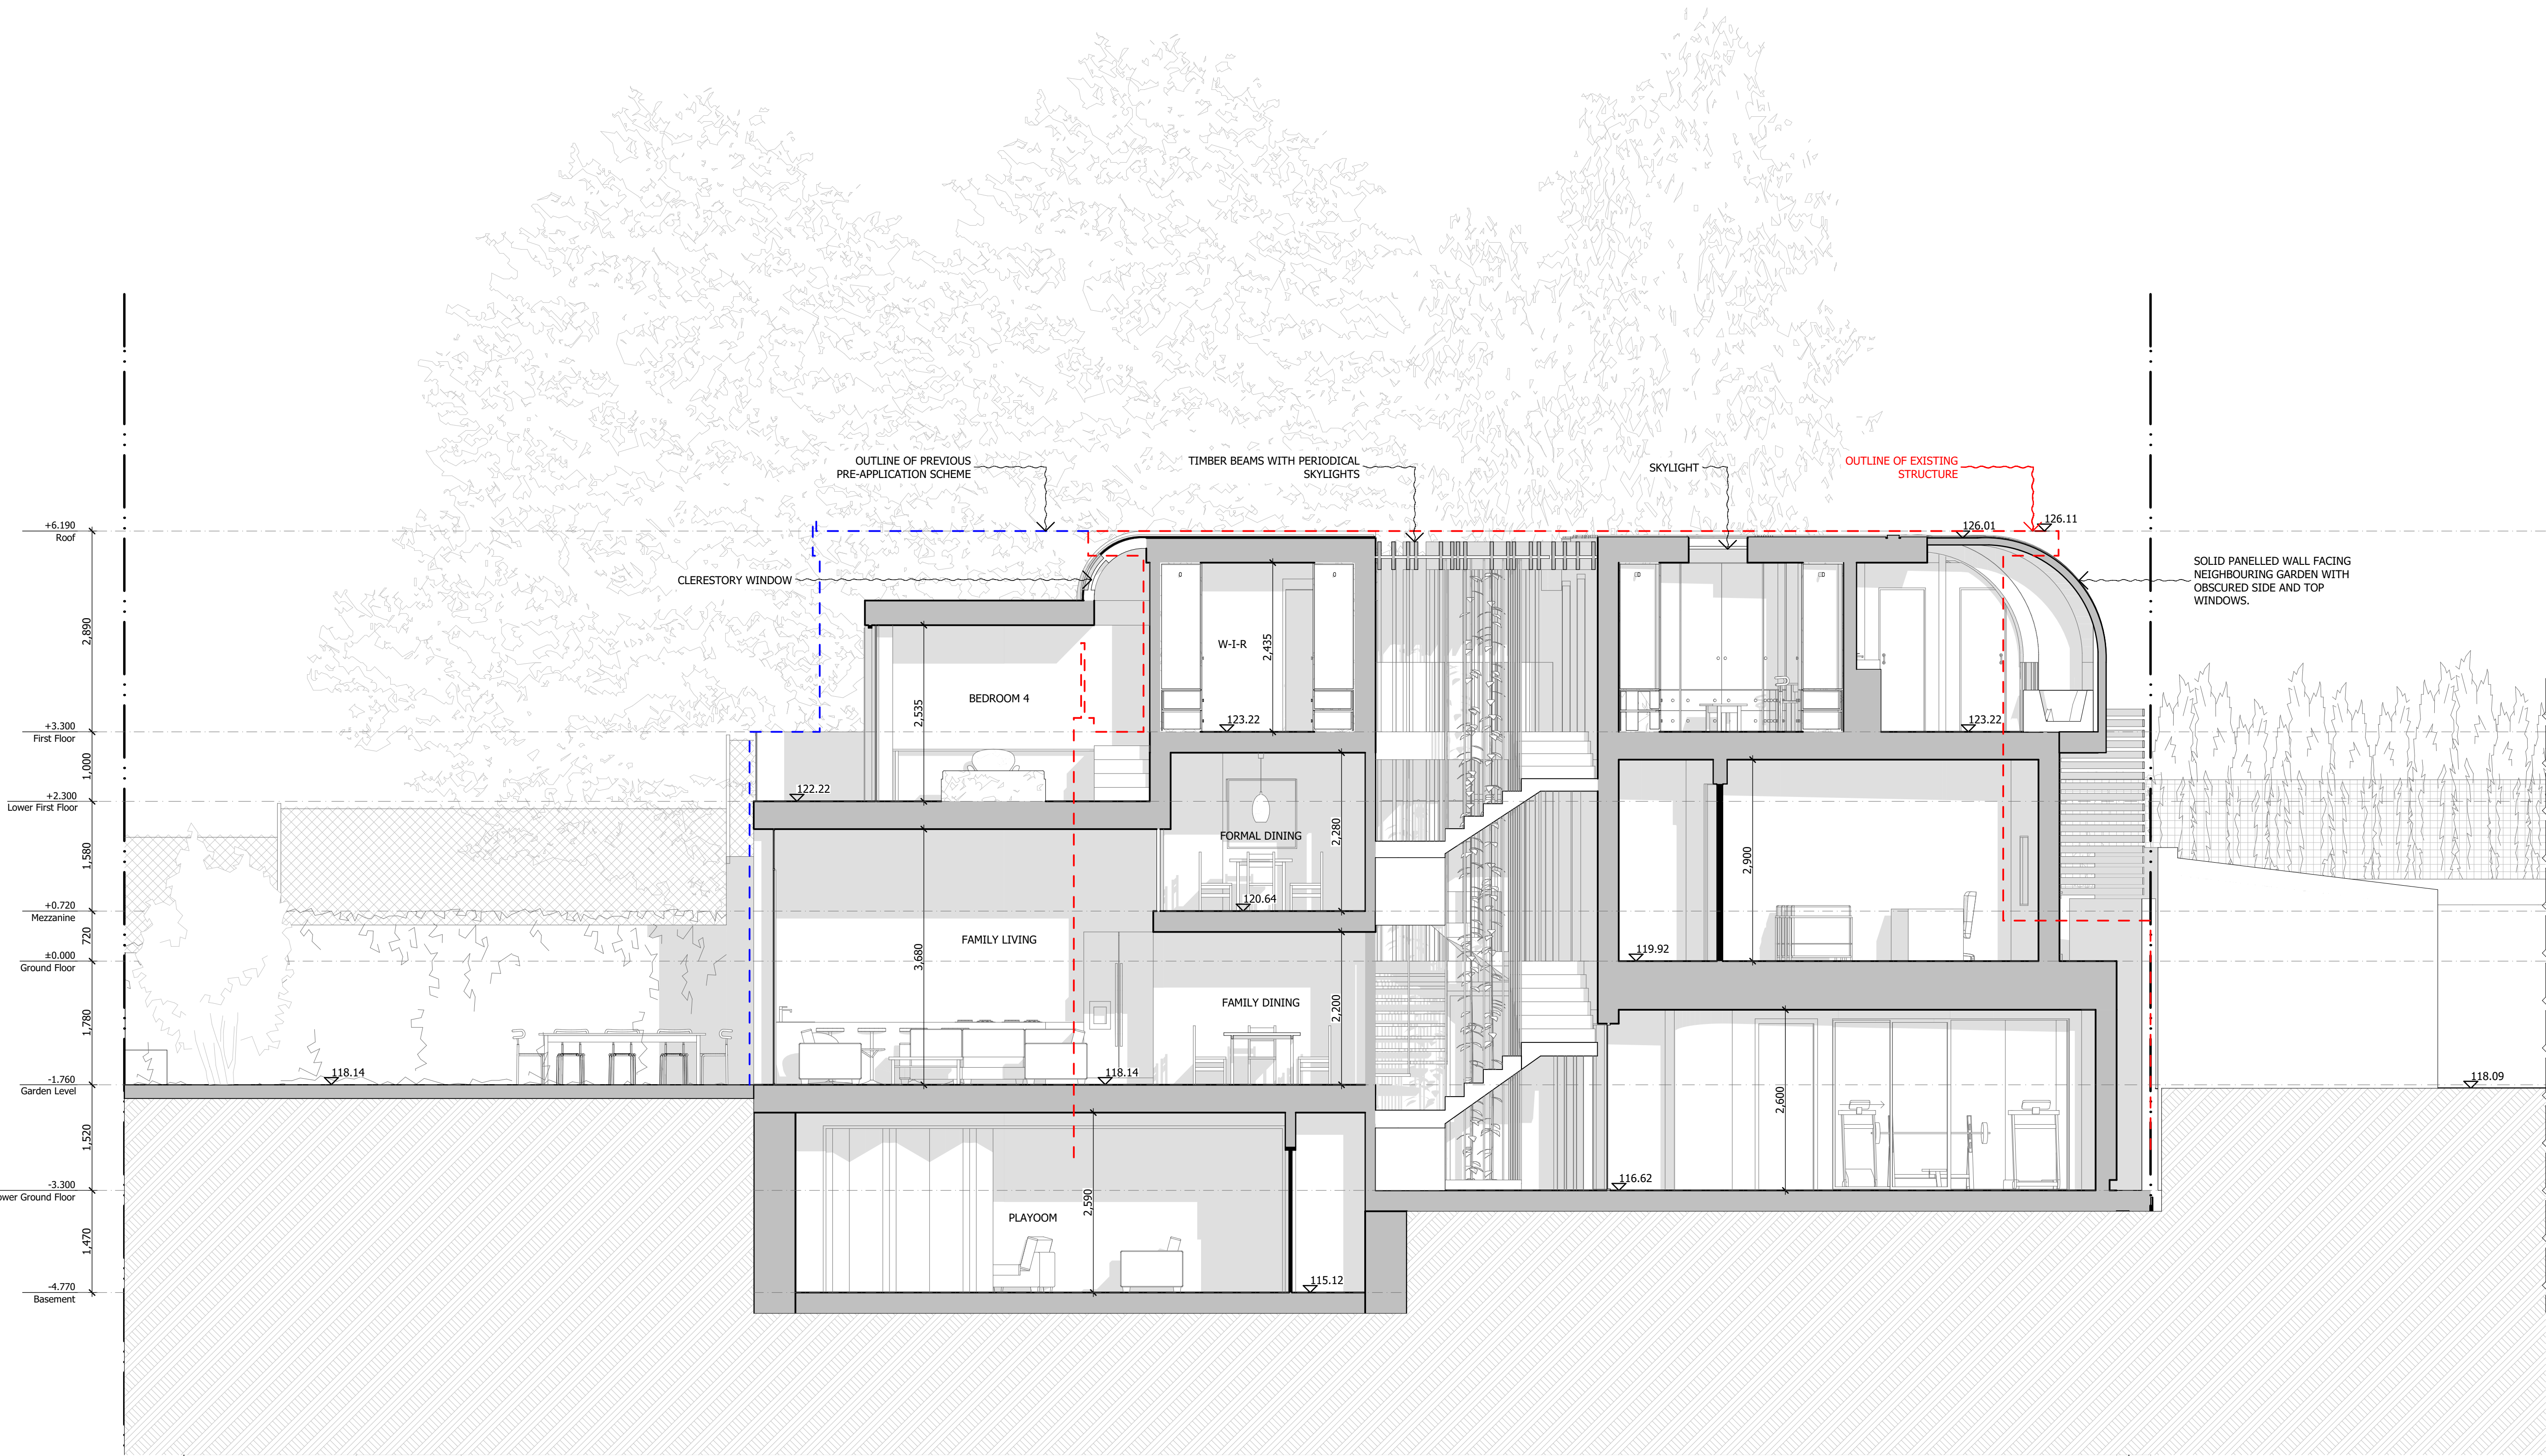 OUTLINE OF PREVIOUS
PRE-APPLICATION SCHEME
TIMBER BEAMS WITH PERIODICAL
SKYLIGHTS
SKYLIGHT
OUTLINE OF EXISTING
STRUCTURE
+6.190
Roof
126.01
126.11
CLERESTORY WINDOW
SOLID PANELLED WALL FACING
NEIGHBOURING GARDEN WITH
OBSCURED SIDE AND TOP
WINDOWS.
2,890
W-I-R
2,435
BEDROOM 4
2,535
123.22
123.22
+3.300
First Floor
1,000
122.22
+2.300
Lower First Floor
FORMAL DINING
2,280
1,580
2,900
120.64
+0.720
Mezzanine
720
FAMILY LIVING
3,680
119.92
±0.000
Ground Floor
FAMILY DINING
2,200
1,780
2,600
118.14
118.14
118.09
-1.760
Garden Level
1,520
116.62
-3.300
ower Ground Floor
2,590
PLAYOOM
1,470
115.12
-4.770
Basement